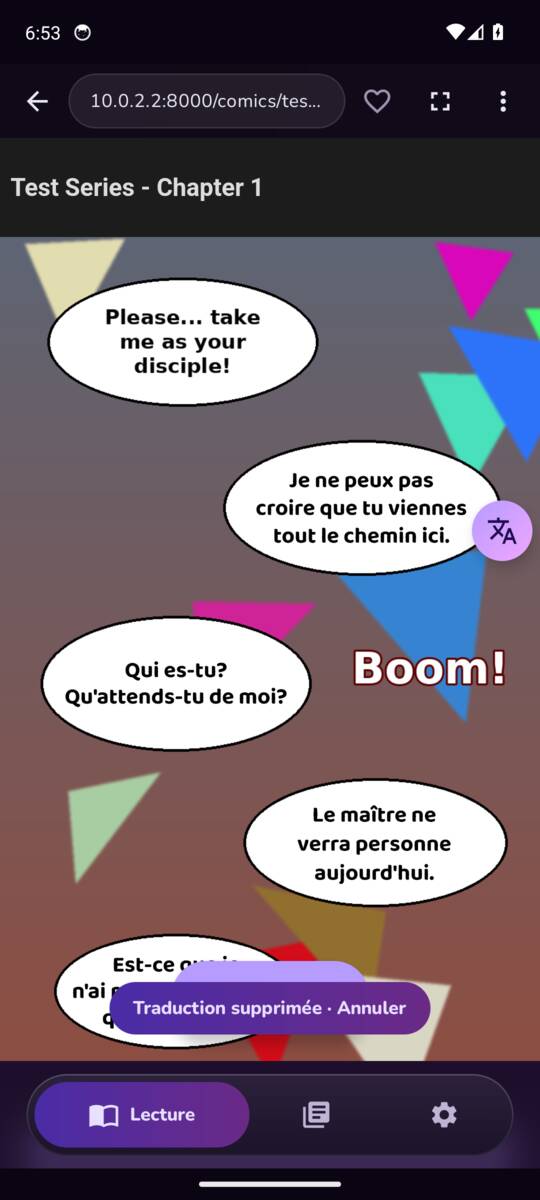 6:53
10.0.2.2:8000/comics/tes...
Test Series - Chapter 1
Please... take
me as your
disciple!
Je ne peux pas
croire que tu viennes
tout le chemin ici.
Qui es-tu?
Qu'attends-tu de moi?
Boom!
Le maître ne
verra personne
aujourd'hui.
Est-ce
n'ai
Traduction supprimée · Annuler
Lecture